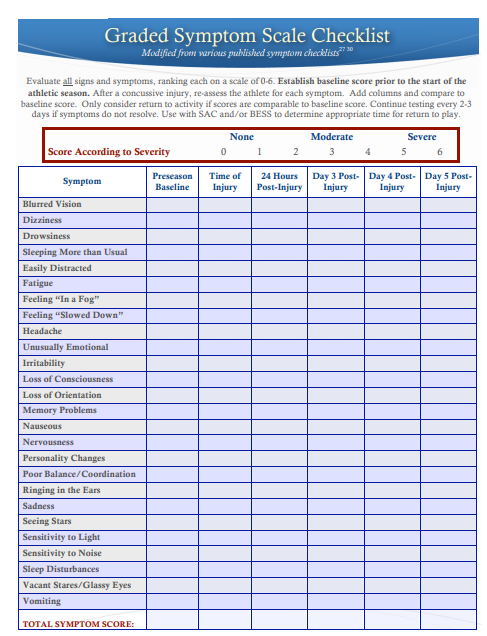 Graded Symptom Scale Checklist
Modified from various published symptom checklists27 30
Evaluate all signs and symptoms, ranking each on a scale of 0-6. Establish baseline score prior to the start of the
athletic season. After a concussive injury, re-assess the athlete for each symptom. Add columns and compare to
baseline score. Only consider return to activity if scores are comparable to baseline score. Continue testing every 2-3
days if symptoms do not resolve. Use with SAC and/or BESS to determine appropriate time for return to play.
None Moderate Severe
Score According to Severity 0 1 2 3 4 5 6
Symptom Preseason Baseline Time of Injury 24 Hours Post-Injury Day 3 Post-Injury Day 4 Post-Injury Day 5 Post-Injury
Blurred Vision
Dizziness
Drowsiness
Sleeping More than Usual
Easily Distracted
Fatigue
Feeling “In a Fog”
Feeling “Slowed Down”
Headache
Unusually Emotional
Irritability
Loss of Consciousness
Loss of Orientation
Memory Problems
Nauseous
Nervousness
Personality Changes
Poor Balance/Coordination
Ringing in the Ears
Sadness
Seeing Stars
Sensitivity to Light
Sensitivity to Noise
Sleep Disturbances
Vacant Stares/Glassy Eyes
Vomiting
TOTAL SYMPTOM SCORE: